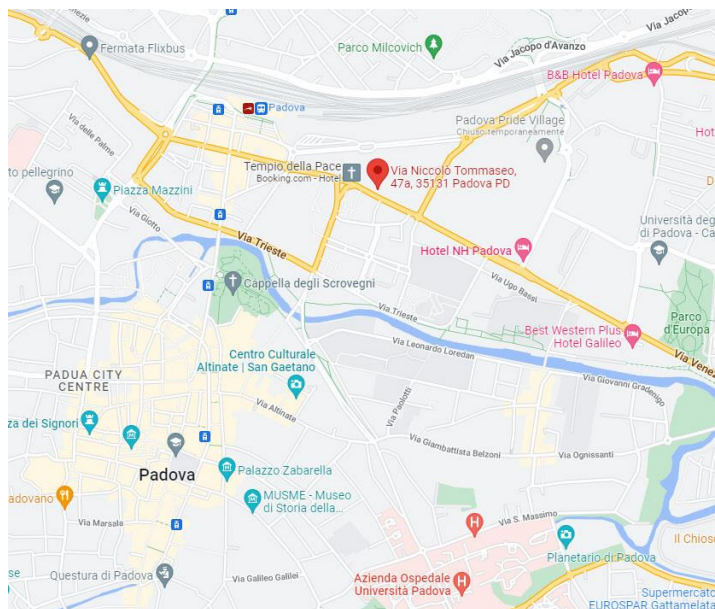 ezie
Fermata Flixbus
Parco Milcovich
Via Jacopo d'Avanzo
Via Jacopo
B&B Hotel Padova
Padova
Padova Pride Village
Chiuso temporaneamente
Hot
Via delle Palme
to pellegrino
Piazza Mazzini
Tempio della Pace
Booking.com - Hotel
Via Niccolò Tommaseo,
47a, 35131 Padova PD
D
Via Giotto
Via Trieste
Università deg
di Padova - Ca
Hotel NH Padova
Cappella degli Scrovegni
Via Ugo Bassi
Via Trieste
Parco
d'Europa
Best Western Plus
Hotel Galileo
Via Leonardo Loredan
Via Venez
Centro Culturale
Altinate | San Gaetano
PADUA CITY
CENTRE
Via Giovanni Gradenigo
za dei Signori
Via Altinate
Via Paolotti
Via Giambattista Belzoni
Via Ognissanti
Padova
Palazzo Zabarella
adovano
MUSME - Museo
di Storia della...
Via Marsala
H
Via S. Massimo
Planetario di Padova
Il Chios
se
Questura di Padova
Via Galileo Galilei
Azienda Ospedale
Università Padova
H
Supermercato
EUROSPAR Gattamelata